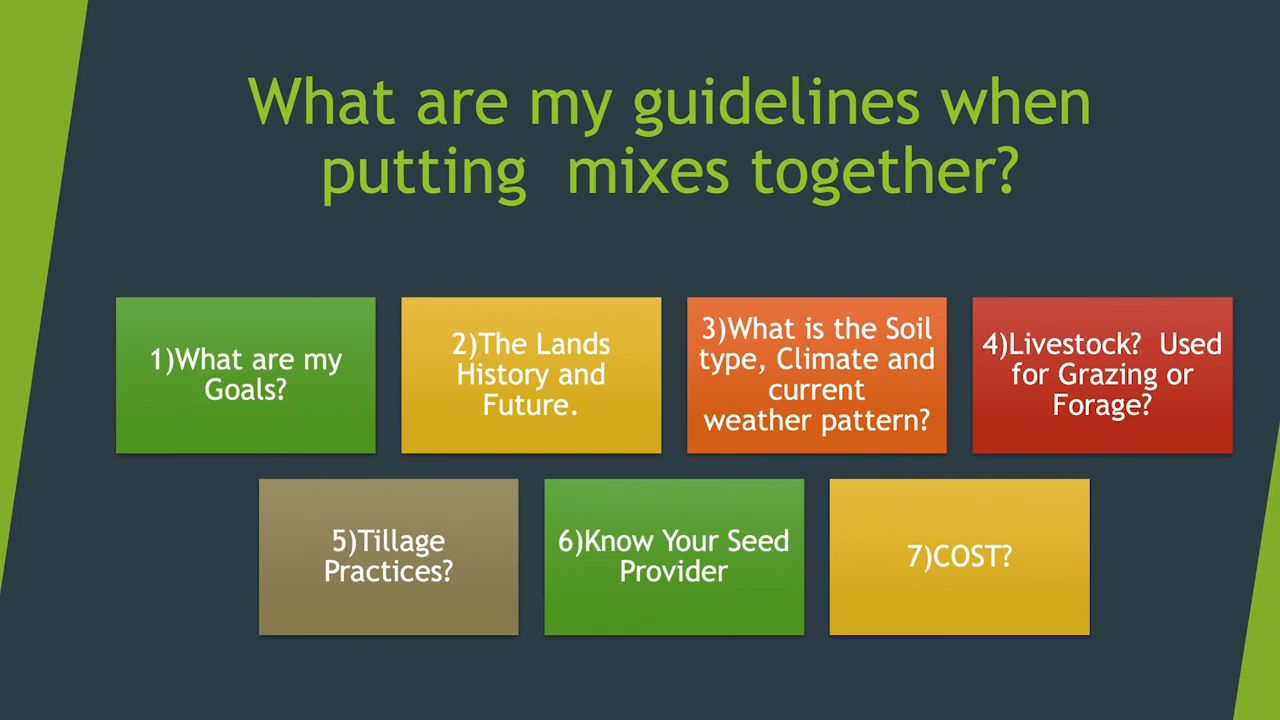 What are my guidelines when
putting  mixes together?
1)What are my
Goals?
2)The Lands
History and
Future.
3)What is the Soil
type, Climate and
current
weather pattern?
4)Livestock?  Used
for Grazing or
Forage?
5)Tillage
Practices?
6)Know Your Seed
Provider
7)COST?